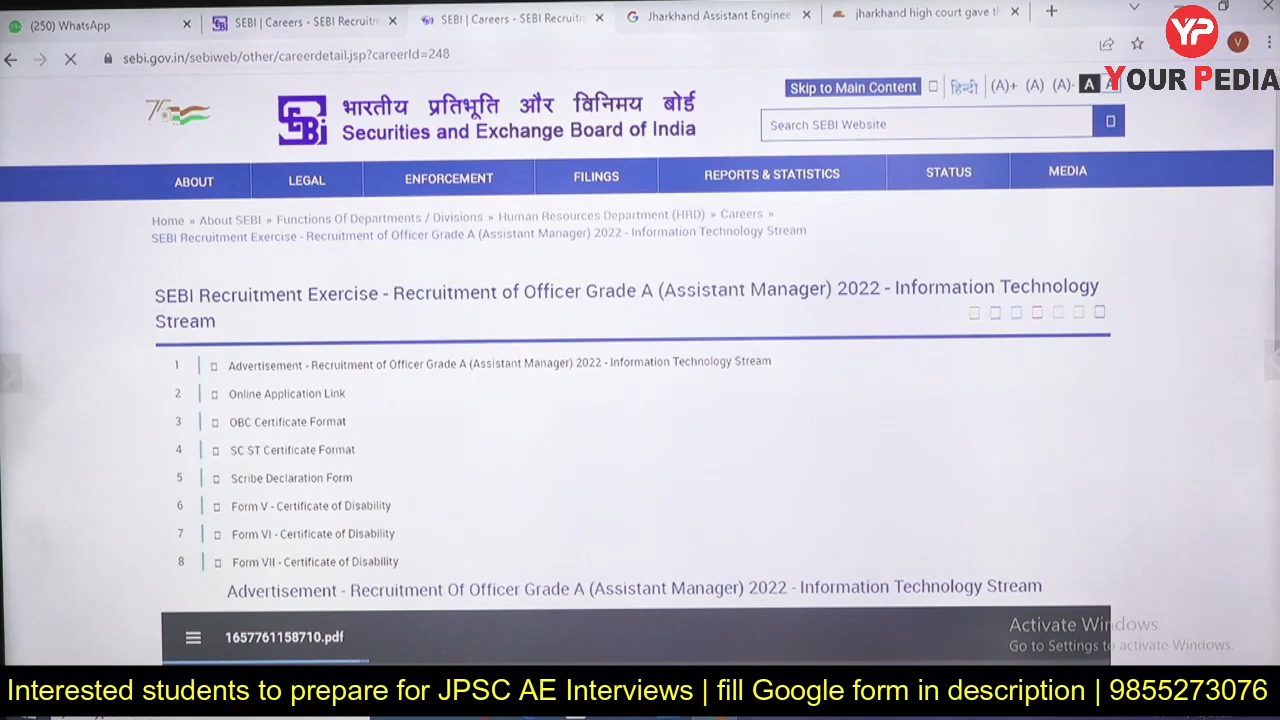 (250) WhatsApp
SEBI | Careers - SEBI Recruitm
SEBI | Careers - SEBI Recruitm
Jharkhand Assistant Enginee
jharkhand high court gave th
sebi.gov.in/sebiweb/other/careerdetail.jsp?careerId=248
V
YP
YOUR PEDIA
Skip to Main Content
हिन्दी
(A)+ (A) (A)- A A
75
SEBI
भारतीय प्रतिभूति और विनिमय बोर्ड
Securities and Exchange Board of India
Search SEBI Website
ABOUT LEGAL ENFORCEMENT FILINGS REPORTS & STATISTICS STATUS MEDIA
Home » About SEBI » Functions Of Departments / Divisions » Human Resources Department (HRD) » Careers »
SEBI Recruitment Exercise - Recruitment of Officer Grade A (Assistant Manager) 2022 - Information Technology Stream
SEBI Recruitment Exercise - Recruitment of Officer Grade A (Assistant Manager) 2022 - Information Technology
Stream
1 Advertisement - Recruitment of Officer Grade A (Assistant Manager) 2022 - Information Technology Stream
2 Online Application Link
3 OBC Certificate Format
4 SC ST Certificate Format
5 Scribe Declaration Form
6 Form V - Certificate of Disability
7 Form VI - Certificate of Disability
8 Form VII - Certificate of Disability
Advertisement - Recruitment Of Officer Grade A (Assistant Manager) 2022 - Information Technology Stream
1657761158710.pdf
Activate Windows
Go to Settings to activate Windows.
Interested students to prepare for JPSC AE Interviews | fill Google form in description | 9855273076